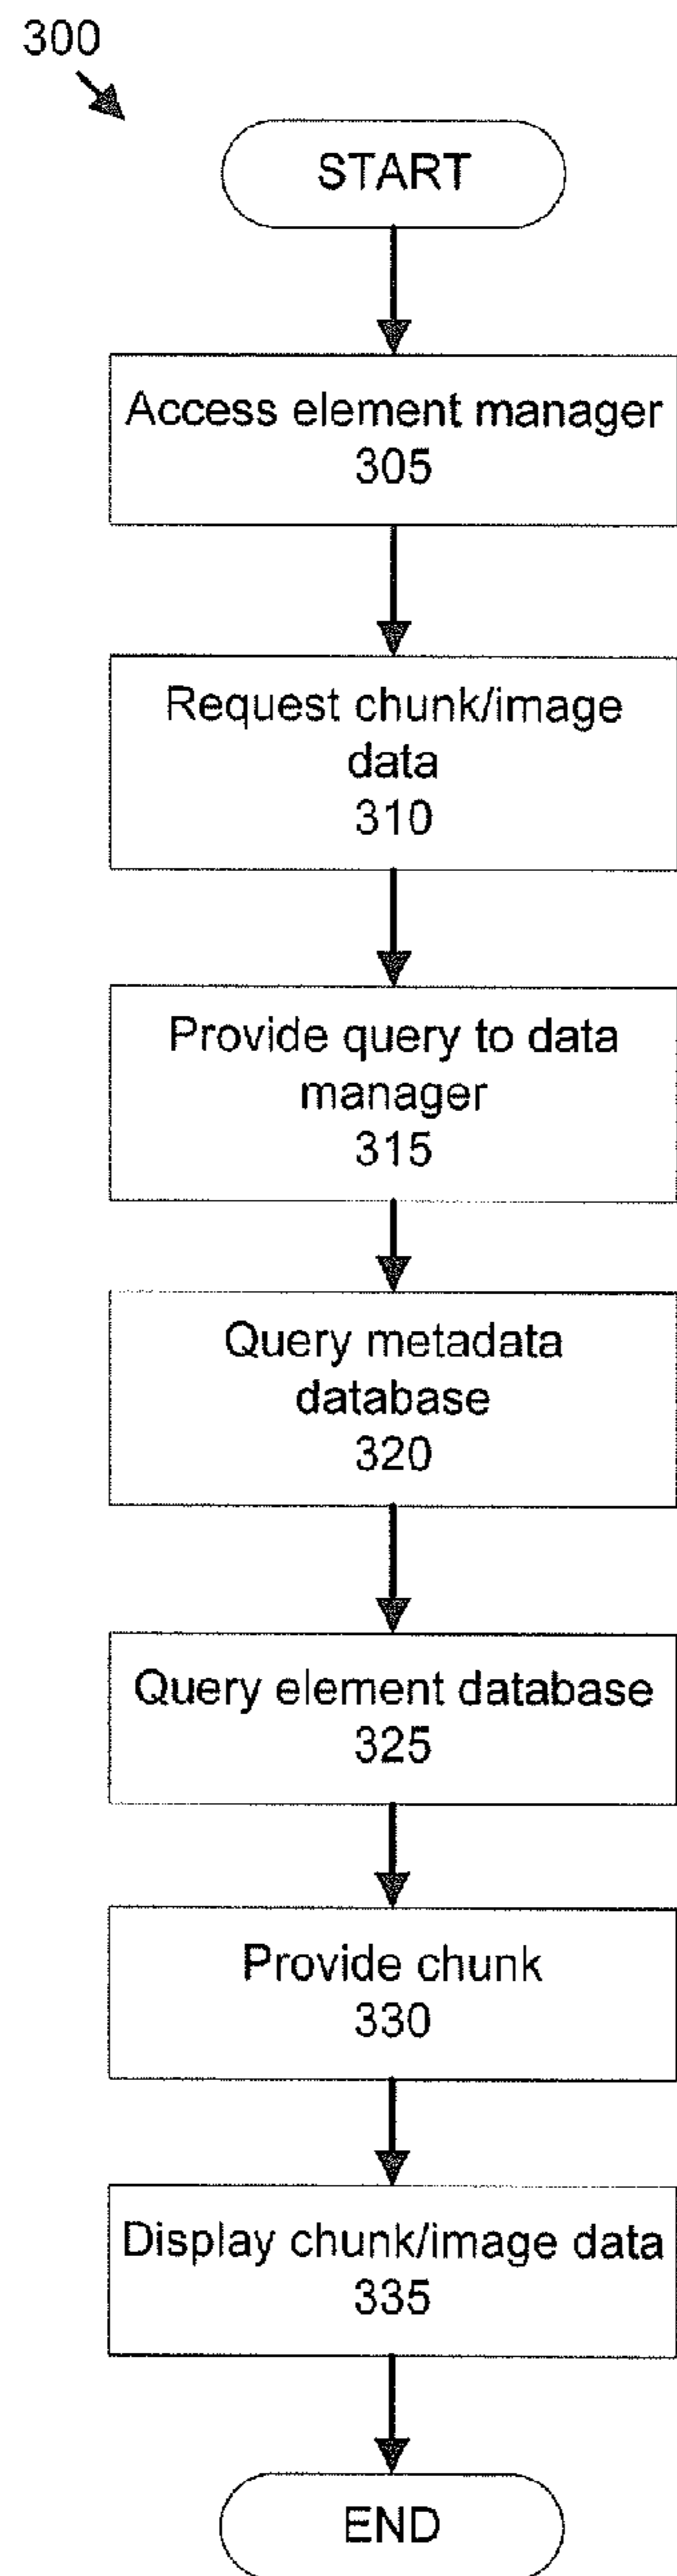 300
START
Access element manager
305
Request chunk/image
data
310
Provide query to data
manager
315
Query metadata
database
320
Query element database
325
Provide chunk
330
Display chunk/image data
335
END